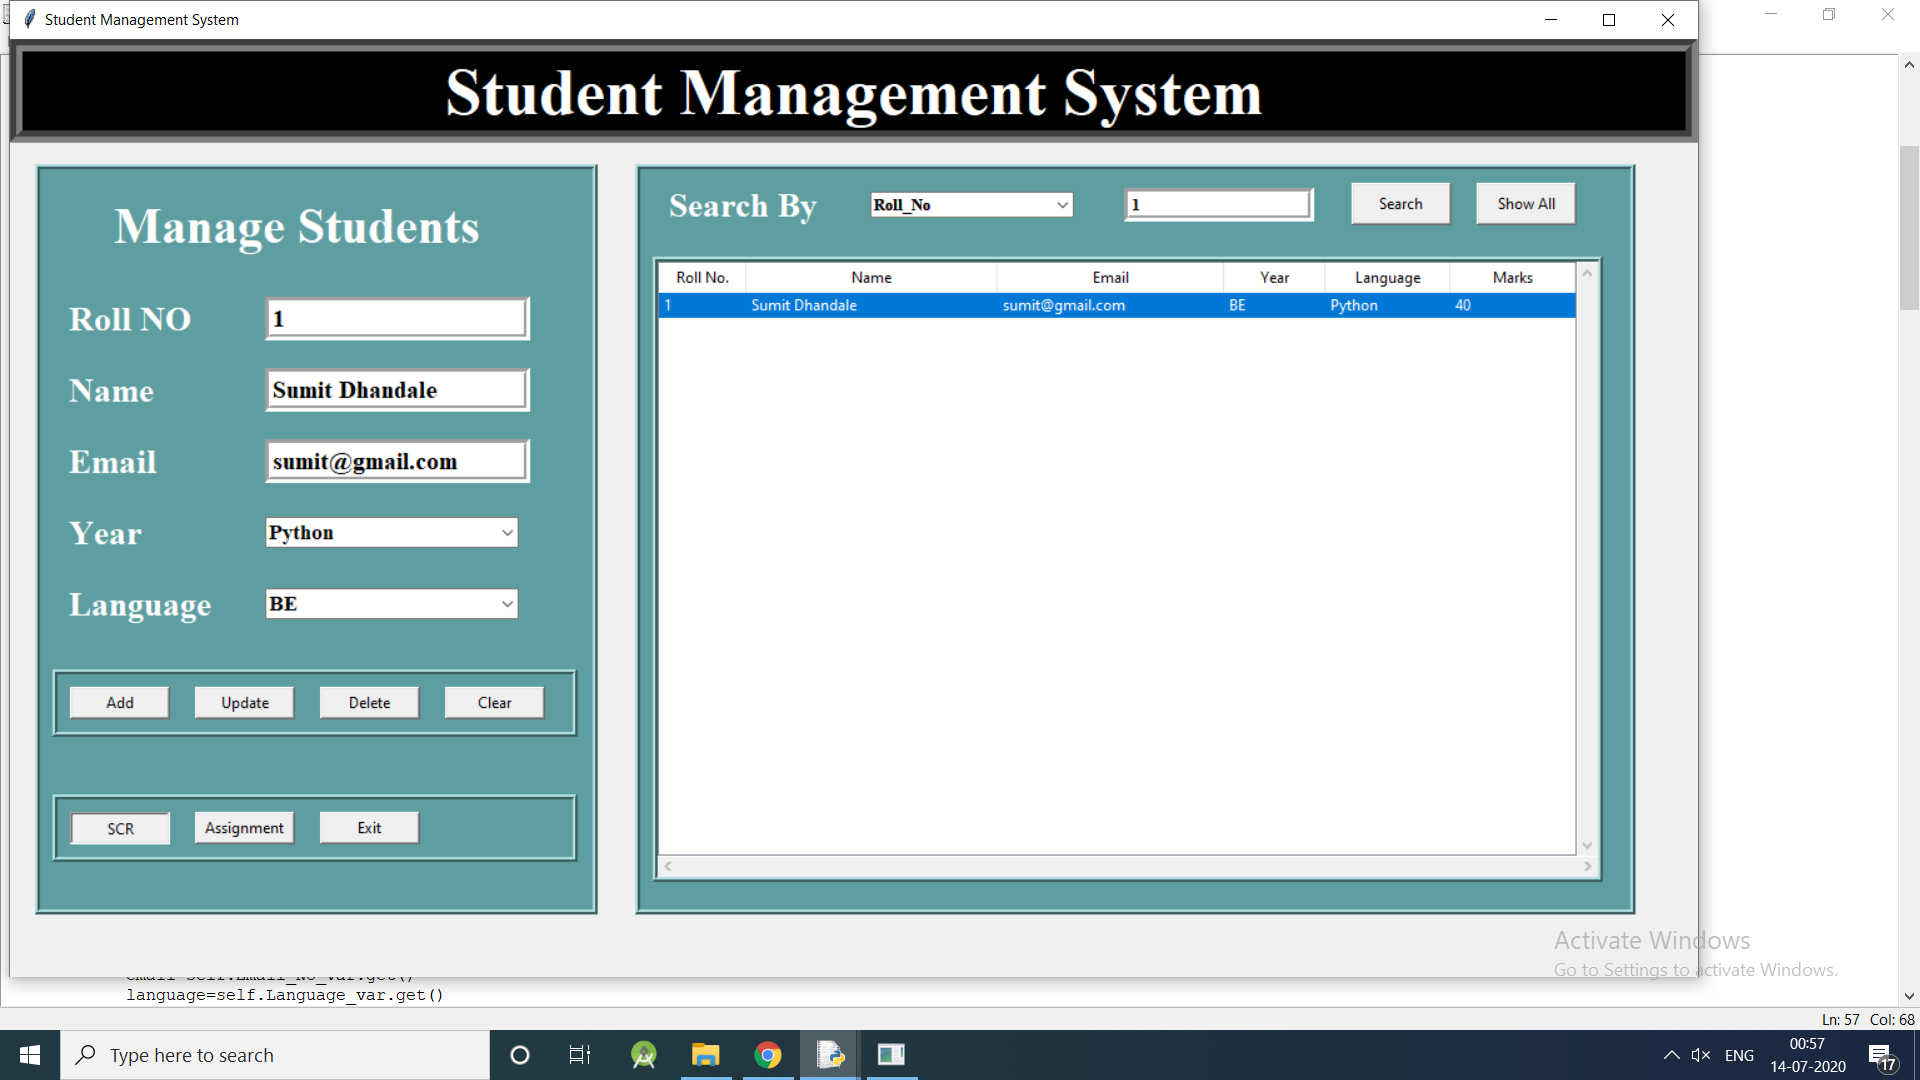 Student Management System
Student Management System
Manage Students
Roll NO 1
Name Sumit Dhandale
Email sumit@gmail.com
Year Python
Language BE
Add Update Delete Clear
SCR Assignment Exit
Search By Roll_No 1 Search Show All
Roll No. Name Email Year Language Marks
1 Sumit Dhandale sumit@gmail.com BE Python 40
Activate Windows
Go to Settings to activate Windows.
language=self.Language_var.get()
Ln: 57 Col: 68
Type here to search
ENG
00:57
14-07-2020
17